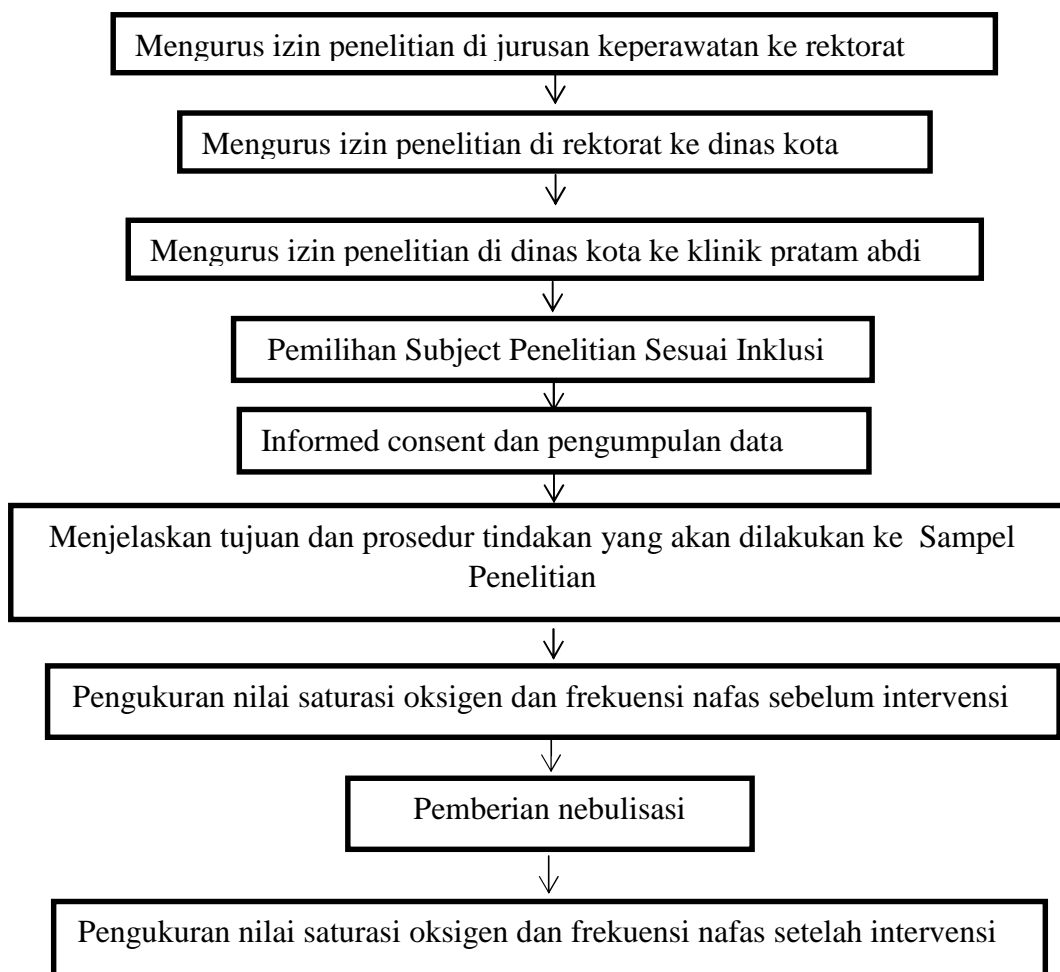 Mengurus izin penelitian di jurusan keperawatan ke rektorat
Mengurus izin penelitian di rektorat ke dinas kota
Mengurus izin penelitian di dinas kota ke klinik pratam abdi
Pemilihan Subject Penelitian Sesuai Inklusi
Informed consent dan pengumpulan data
Menjelaskan tujuan dan prosedur tindakan yang akan dilakukan ke Sampel
Penelitian
Pengukuran nilai saturasi oksigen dan frekuensi nafas sebelum intervensi
Pemberian nebulisasi
Pengukuran nilai saturasi oksigen dan frekuensi nafas setelah intervensi